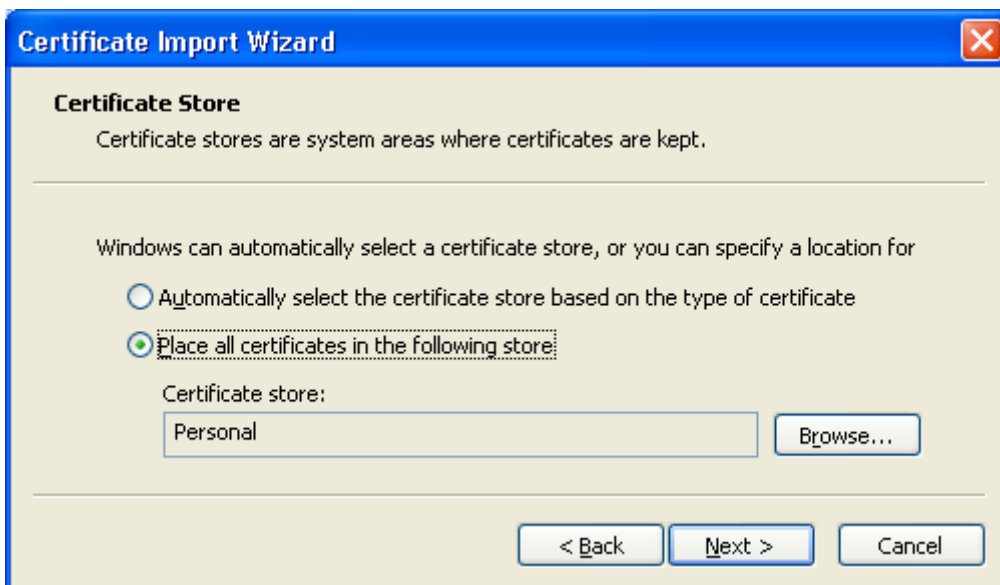 Certificate Import Wizard
Certificate Store
Certificate stores are system areas where certificates are kept.
Windows can automatically select a certificate store, or you can specify a location for
Automatically select the certificate store based on the type of certificate
Place all certificates in the following store
Certificate store:
Personal
Browse...
< Back
Next >
Cancel